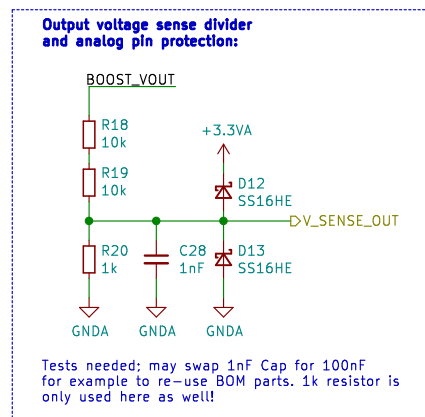 Output voltage sense divider
and analog pin protection:
BOOST_VOUT
R18
10k
+3.3VA
R19
10k
D12
SS16HE
V_SENSE_OUT
R20
1k
C28
1nF
D13
SS16HE
GNDA
GNDA
GNDA
Tests needed; may swap 1nF Cap for 100nF
for example to re-use BOM parts. 1k resistor is
only used here as well!